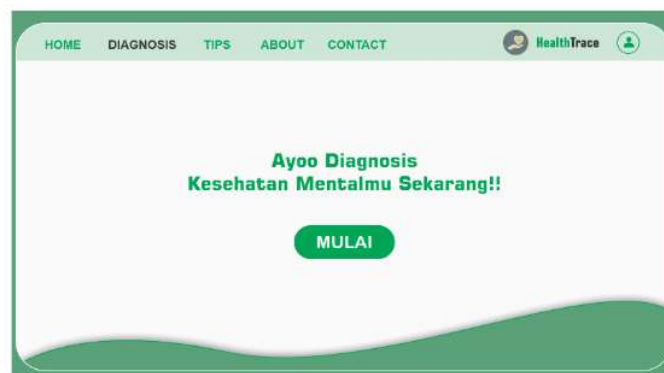 HOME DIAGNOSIS TIPS ABOUT CONTACT HealthTrace
Ayoo Diagnosis
Kesehatan Mentalmu Sekarang!!
MULAI